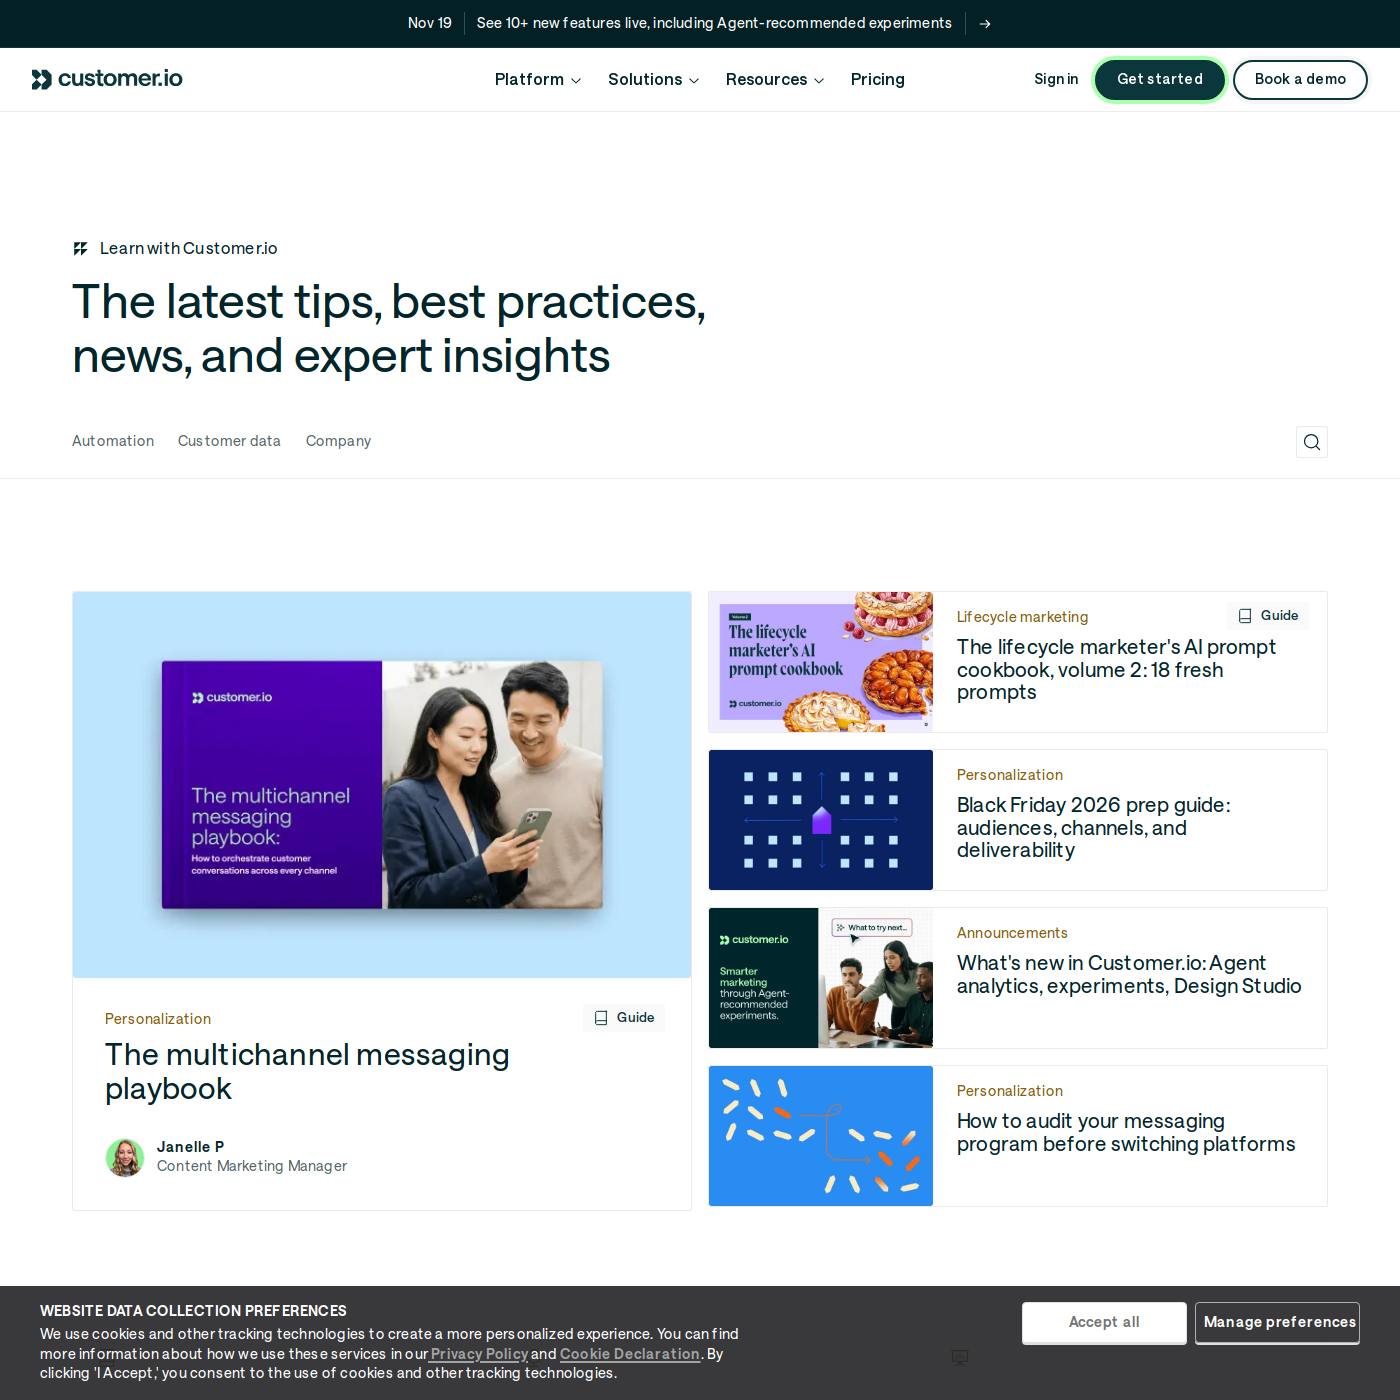 Nov 19
See 10+ new features live, including Agent-recommended experiments
customer.io
Platform
Solutions
Resources
Pricing
Sign in
Get started
Book a demo
Learn with Customer.io
The latest tips, best practices,
news, and expert insights
Automation
Customer data
Company
customer.io
The multichannel
messaging
playbook:
How to orchestrate customer
conversations across every channel
Personalization
Guide
The multichannel messaging
playbook
Janelle P
Content Marketing Manager
Volume 2
The lifecycle
marketer's AI
prompt cookbook
customer.io
Lifecycle marketing
Guide
The lifecycle marketer's AI prompt
cookbook, volume 2: 18 fresh
prompts
Personalization
Black Friday 2026 prep guide:
audiences, channels, and
deliverability
customer.io
Smarter
marketing
through Agent-
recommended
experiments.
What to try next...
Announcements
What's new in Customer.io: Agent
analytics, experiments, Design Studio
Personalization
How to audit your messaging
program before switching platforms
WEBSITE DATA COLLECTION PREFERENCES
We use cookies and other tracking technologies to create a more personalized experience. You can find
more information about how we use these services in our Privacy Policy and Cookie Declaration. By
clicking 'I Accept,' you consent to the use of cookies and other tracking technologies.
Accept all
Manage preferences